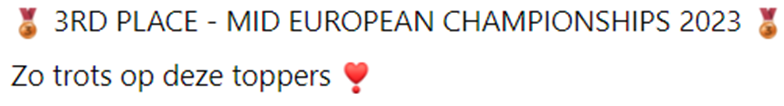 🥉 3RD PLACE - MID EUROPEAN CHAMPIONSHIPS 2023 🥉
Zo trots op deze toppers ❣️